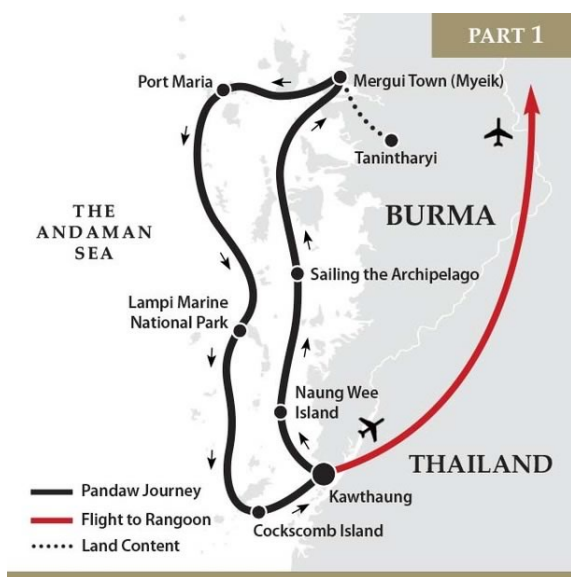 PART 1
Port Maria
Mergui Town (Myeik)
Tanintharyi
THE
ANDAMAN
SEA
BURMA
Sailing the Archipelago
Lampi Marine
National Park
Naung Wee
Island
THAILAND
Kawthaung
Cockscomb Island
Pandaw Journey
Flight to Rangoon
Land Content